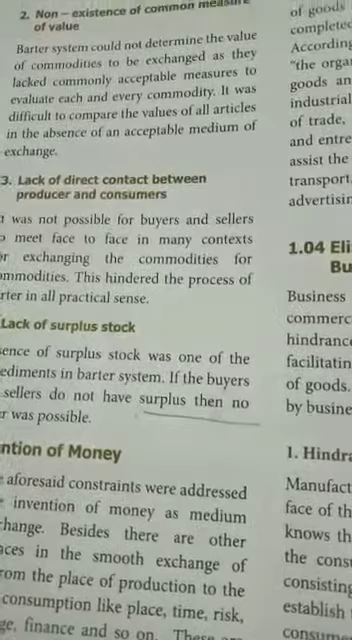 2. Non – existence of common measure
of value
Barter system could not determine the value
of commodities to be exchanged as they
lacked commonly acceptable measures to
evaluate each and every commodity. It was
difficult to compare the values of all articles
in the absence of an acceptable medium of
exchange.
3. Lack of direct contact between
producer and consumers
was not possible for buyers and sellers
meet face to face in many contexts
exchanging the commodities for
ommodities. This hindered the process of
rter in all practical sense.
Lack of surplus stock
sence of surplus stock was one of the
ediments in barter system. If the buyers
sellers do not have surplus then no
r was possible.
ntion of Money
aforesaid constraints were addressed
invention of money as medium
hange. Besides there are other
nces in the smooth exchange of
rom the place of production to the
consumption like place, time, risk,
ge, finance and so on. These
of goods
completed
According
"the orga
goods an
industrial
of trade,
and entre
assist the
transport,
advertisin
1.04 Eli
Bu
Business
commerc
hindrance
facilitatin
of goods.
by busine
1. Hindra
Manufact
face of th
knows th
the cons
consisting
establish
consum